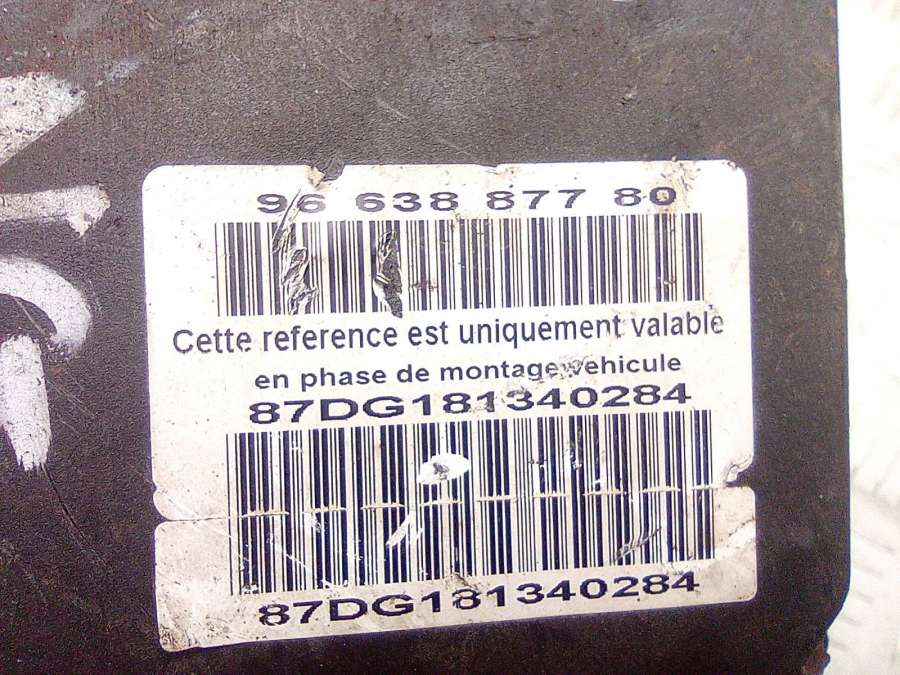 96 638 877 80
Cette reference est uniquement valable
en phase de montage vehicule
87DG181340284
87DG181340284